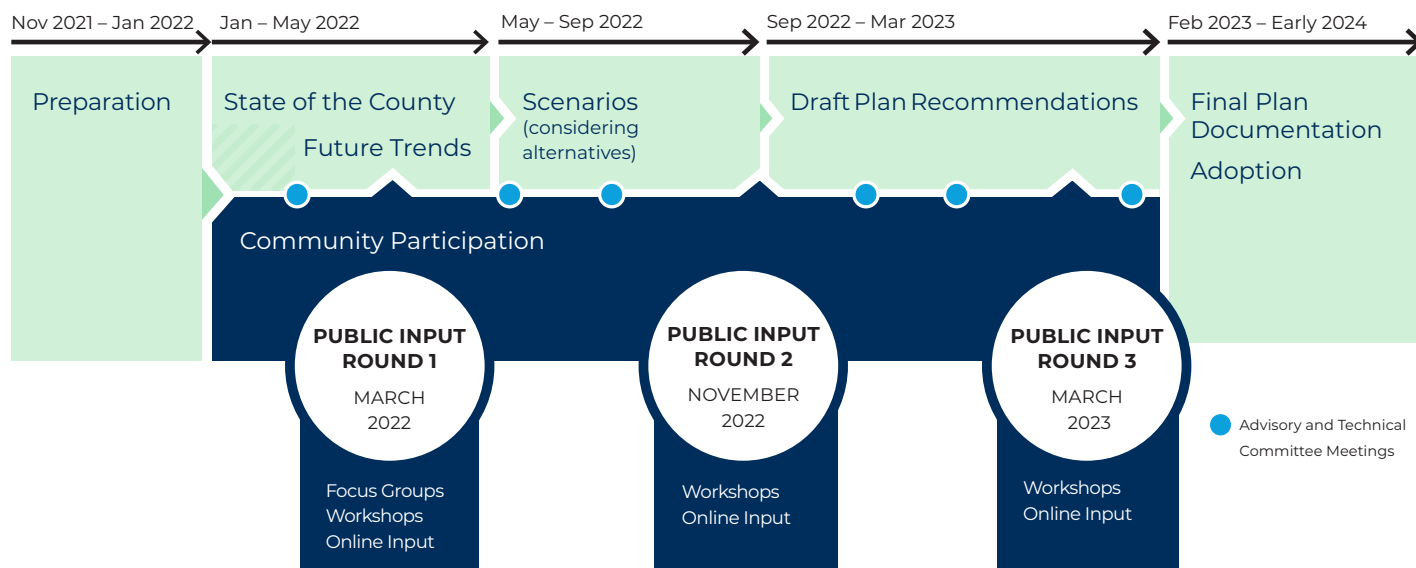 Nov 2021 – Jan 2022
Jan – May 2022
May – Sep 2022
Sep 2022 – Mar 2023
Feb 2023 – Early 2024
Preparation
State of the County
Future Trends
Scenarios
(considering
alternatives)
Draft Plan Recommendations
Final Plan
Documentation
Adoption
Community Participation
PUBLIC INPUT
ROUND 1
MARCH
2022
Focus Groups
Workshops
Online Input
PUBLIC INPUT
ROUND 2
NOVEMBER
2022
Workshops
Online Input
PUBLIC INPUT
ROUND 3
MARCH
2023
Workshops
Online Input
Advisory and Technical
Committee Meetings